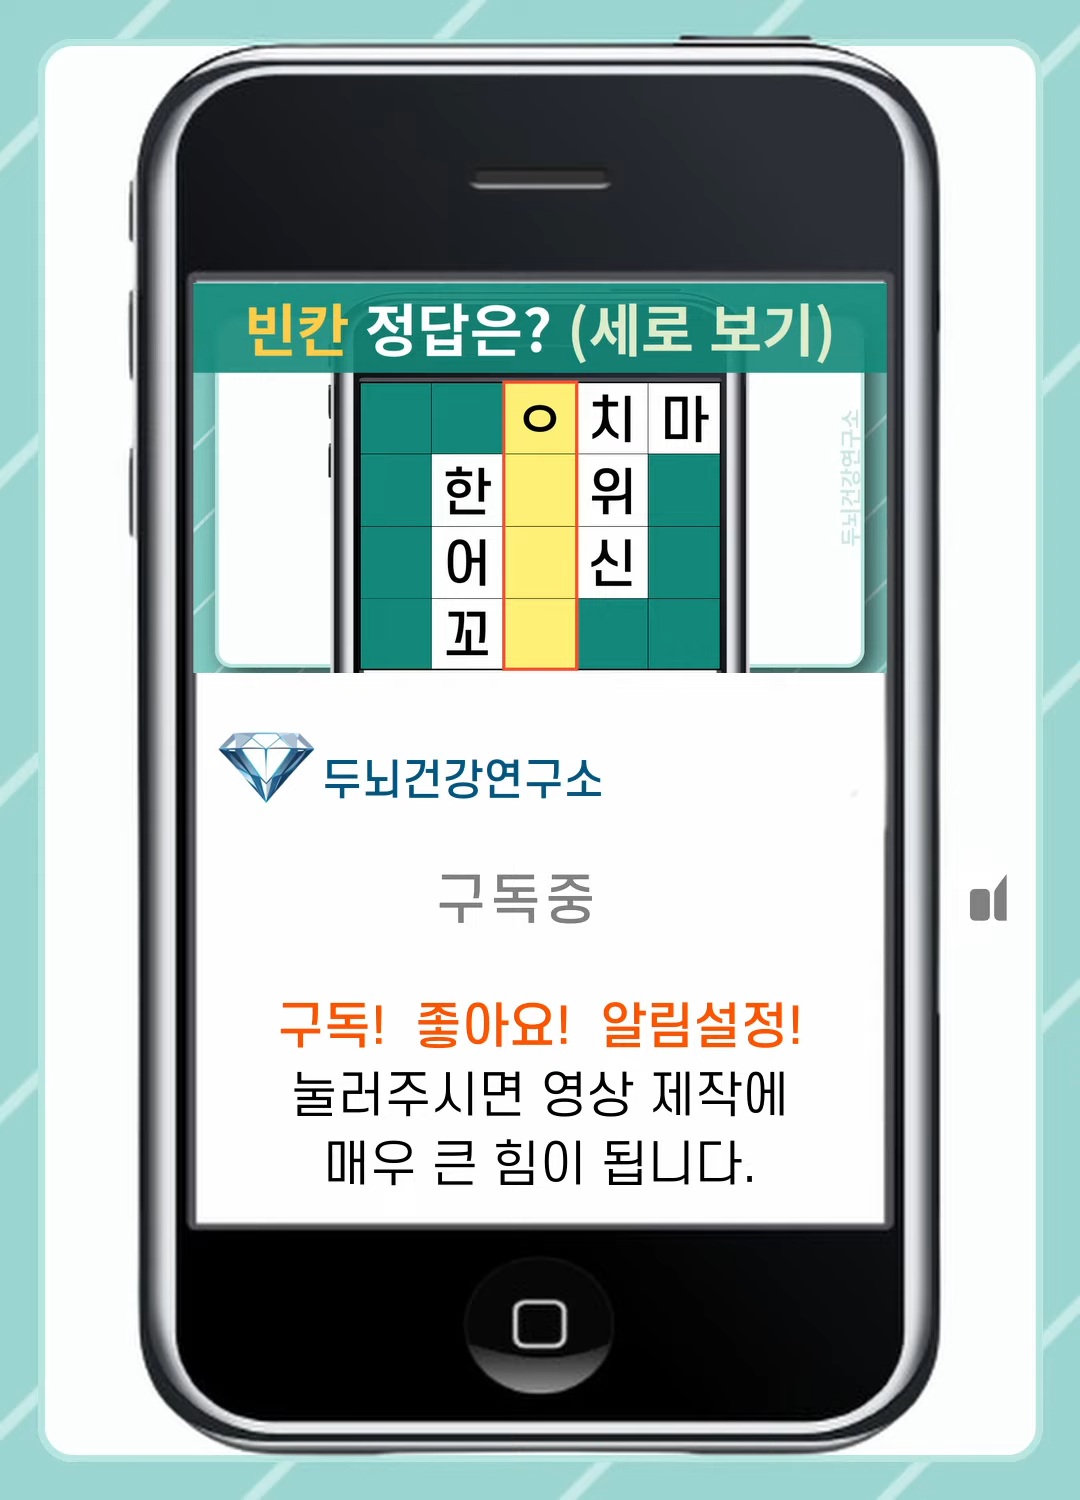 빈칸 정답은? (세로 보기)
ㅇ 치 마
한 위
어 신
꼬
두뇌건강연구소
두뇌건강연구소
구독중
구독! 좋아요! 알림설정!
눌러주시면 영상 제작에
매우 큰 힘이 됩니다.